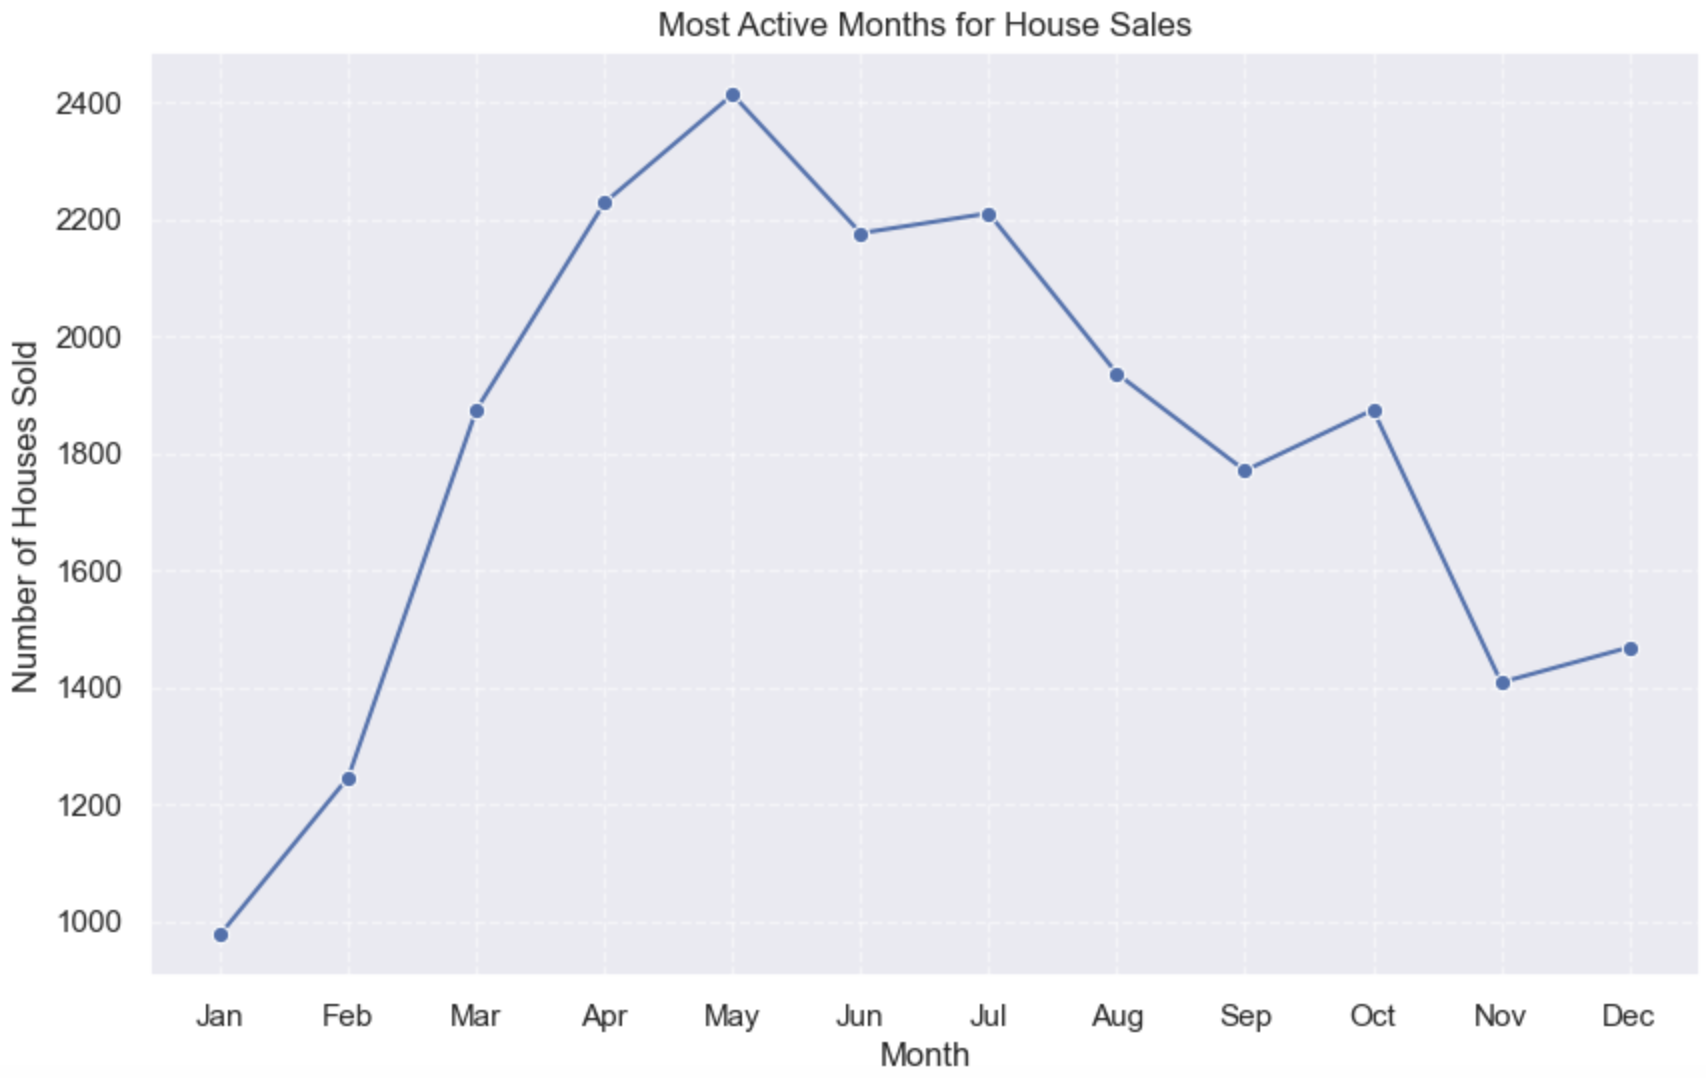 Most Active Months for House Sales
Number of Houses Sold
2400
2200
2000
1800
1600
1400
1200
1000
Jan Feb Mar Apr May Jun Jul Aug Sep Oct Nov Dec
Month